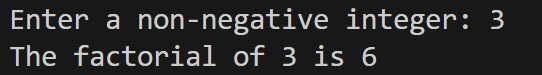 Enter a non-negative integer: 3
The factorial of 3 is 6